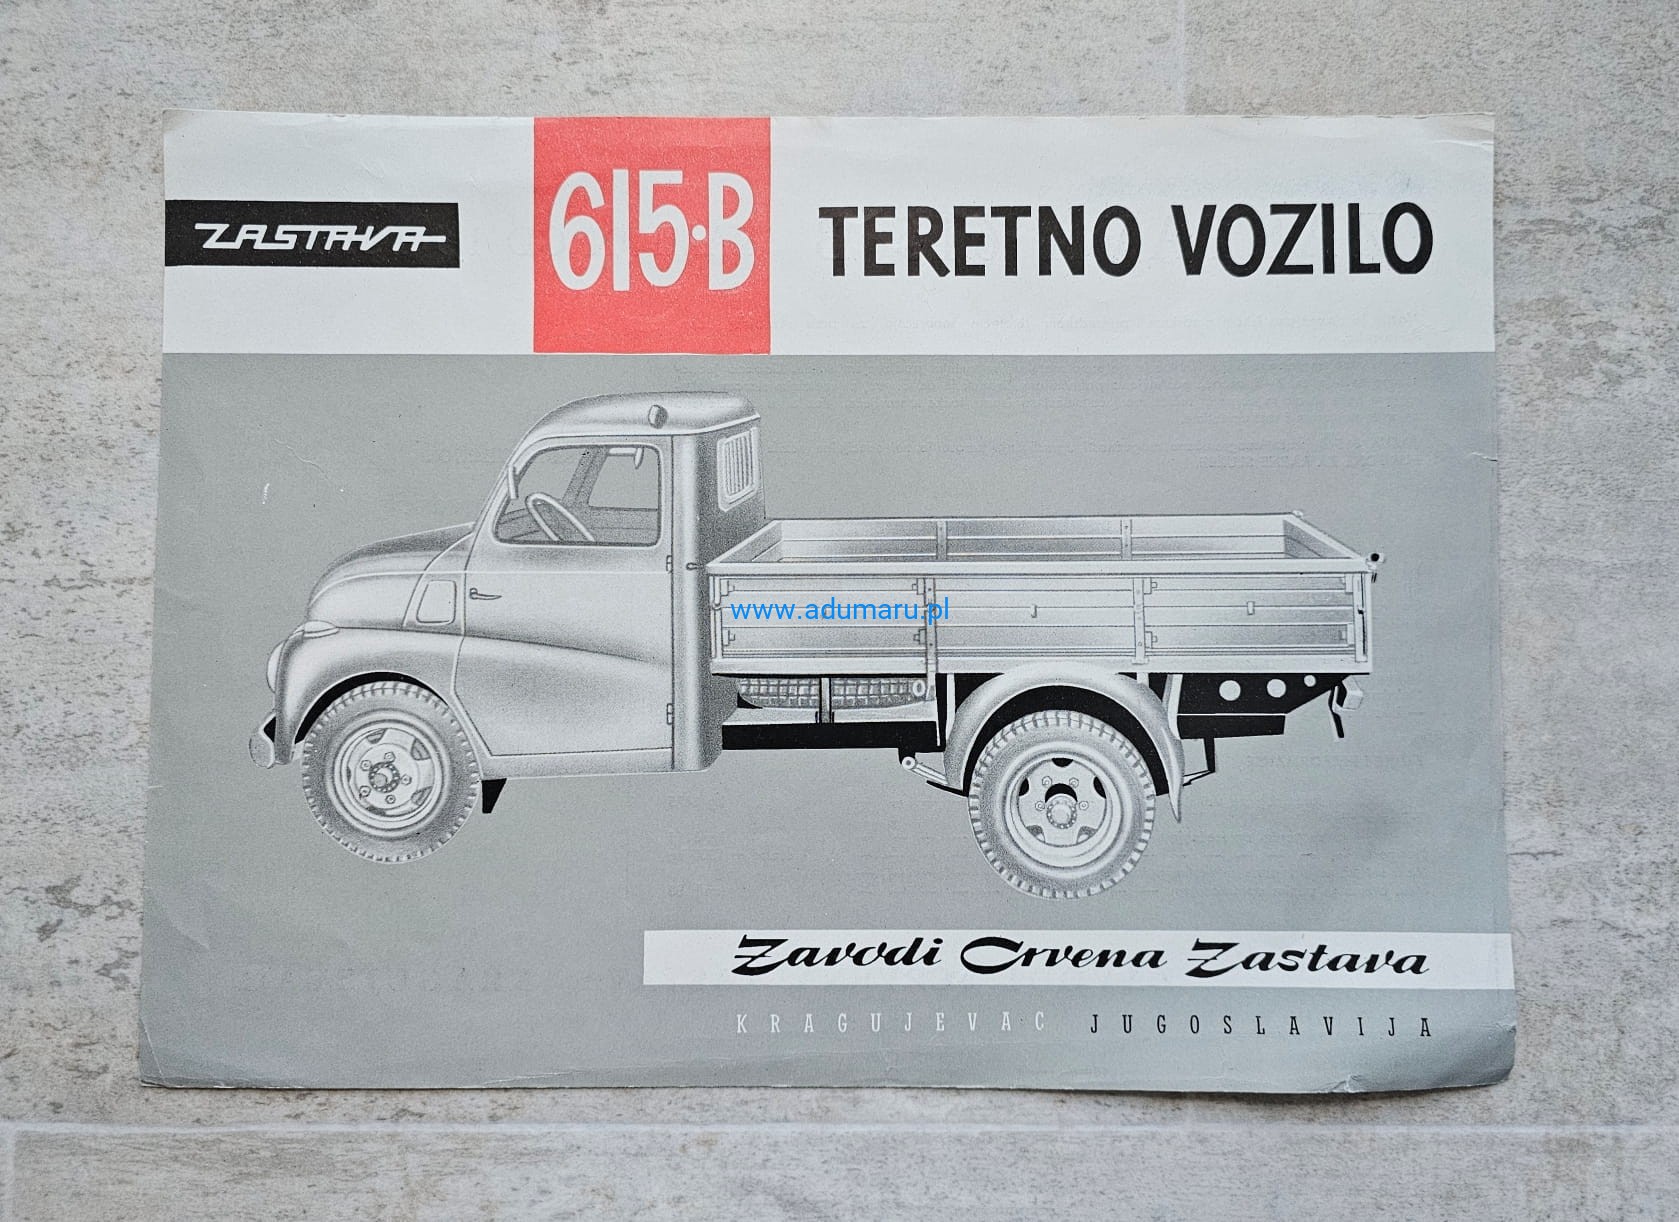 ZASTAVA
615·B
TERETNO VOZILO
www.adumaru.pl
Zavodi Crvena Zastava
KRAGUJEVAC JUGOSLAVIJA